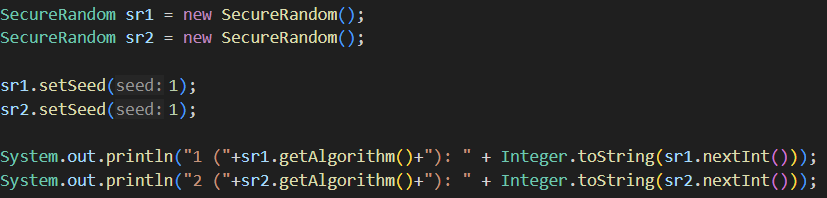 SecureRandom sr1 = new SecureRandom();
SecureRandom sr2 = new SecureRandom();
sr1.setSeed(seed: 1);
sr2.setSeed(seed: 1);
System.out.println("1 ("+sr1.getAlgorithm()+"): " + Integer.toString(sr1.nextInt()));
System.out.println("2 ("+sr2.getAlgorithm()+"): " + Integer.toString(sr2.nextInt()));